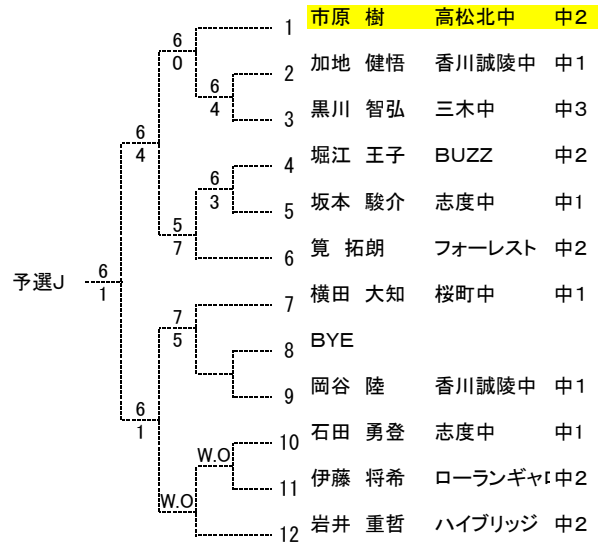 1 市原 樹 高松北中 中2
6
0
2 加地 健悟 香川誠陵中 中1
6
4
3 黒川 智弘 三木中 中3
6
4
4 堀江 王子 BUZZ 中2
6
3
5 坂本 駿介 志度中 中1
5
7
6 筧 拓朗 フォーレスト 中2
予選J
6
1
7 横田 大知 桜町中 中1
7
5
8 BYE
9 岡谷 陸 香川誠陵中 中1
6
1
10 石田 勇登 志度中 中1
W.O
11 伊藤 将希 ローランギャロ中2
W.O
12 岩井 重哲 ハイブリッジ 中2